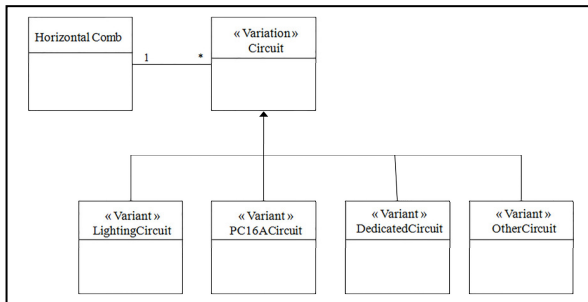 Horizontal Comb
« Variation»
Circuit
1
*
« Variant »
LightingCircuit
« Variant »
PC16ACircuit
« Variant »
DedicatedCircuit
« Variant »
OtherCircuit